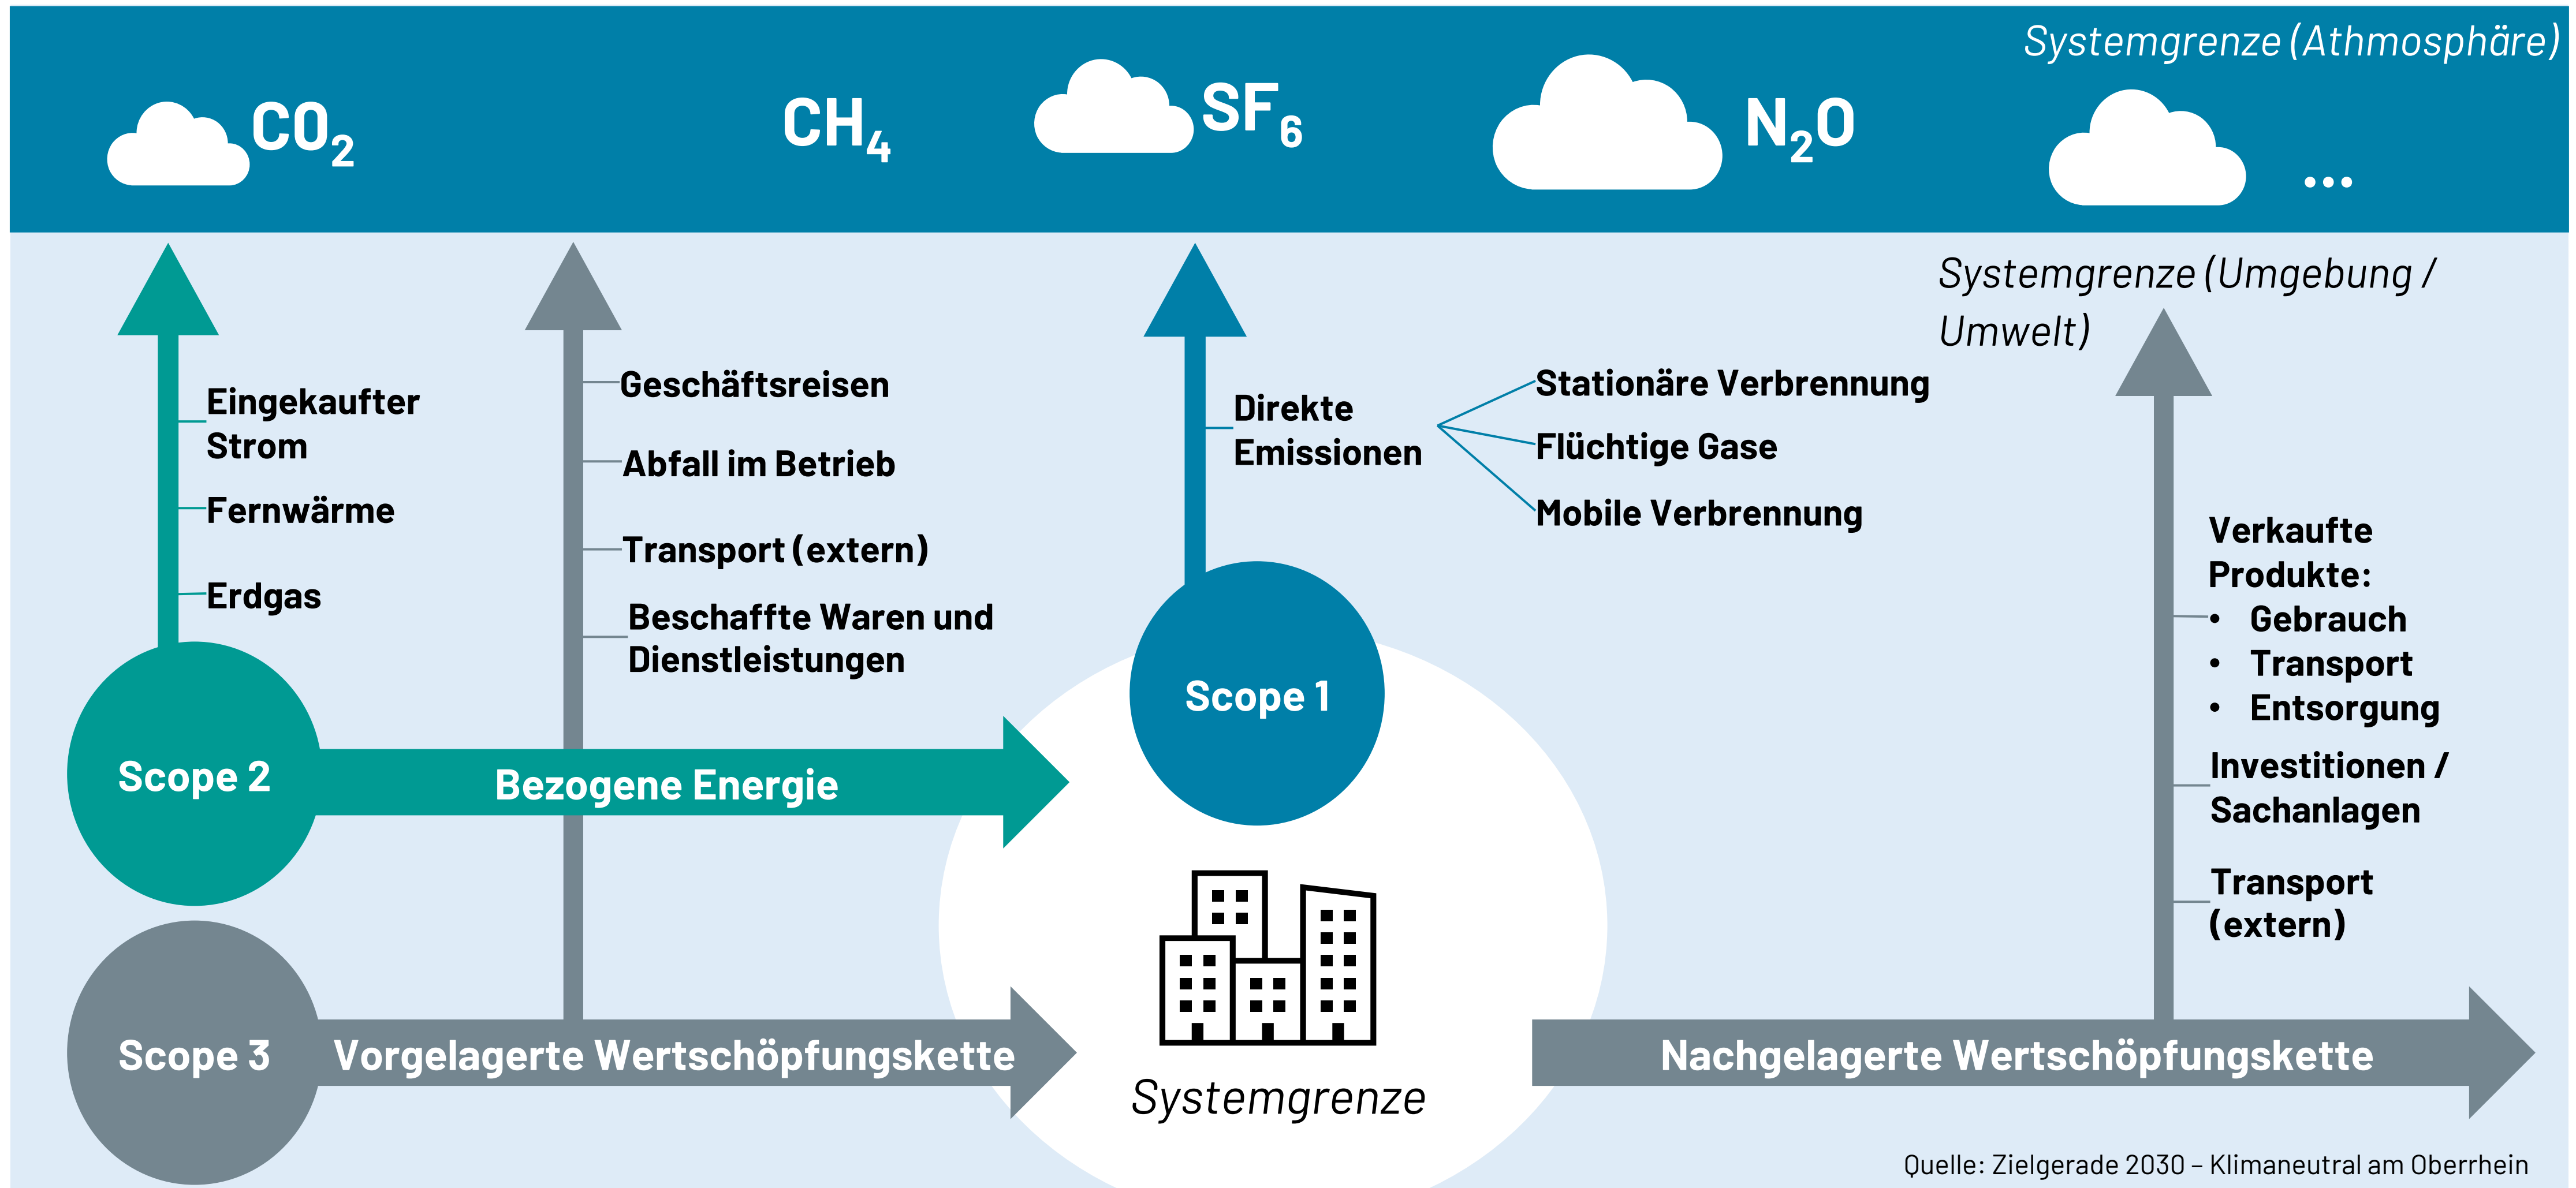 Systemgrenze (Athmosphäre)
CO₂
CH₄
SF₆
N₂O
...
Systemgrenze (Umgebung /
Umwelt)
Eingekaufter
Strom
Fernwärme
Erdgas
Geschäftsreisen
Abfall im Betrieb
Transport (extern)
Beschaffte Waren und
Dienstleistungen
Direkte
Emissionen
Stationäre Verbrennung
Flüchtige Gase
Mobile Verbrennung
Verkaufte
Produkte:
• Gebrauch
• Transport
• Entsorgung
Investitionen /
Sachanlagen
Transport
(extern)
Scope 1
Scope 2
Bezogene Energie
Scope 3
Vorgelagerte Wertschöpfungskette
Systemgrenze
Nachgelagerte Wertschöpfungskette
Quelle: Zielgerade 2030 – Klimaneutral am Oberrhein